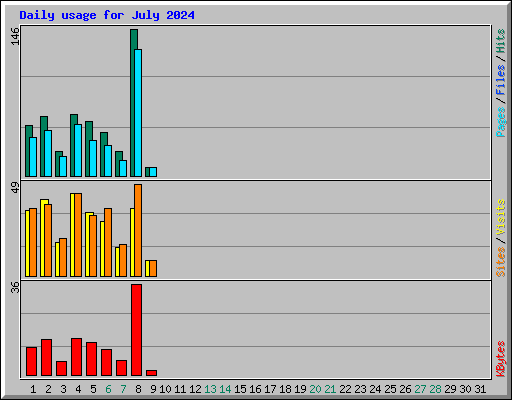 Daily usage for July 2024
146
Pages / Files / Hits
49
Sites / Visits
36
KBytes
1 2 3 4 5 6 7 8 9 10 11 12 13 14 15 16 17 18 19 20 21 22 23 24 25 26 27 28 29 30 31